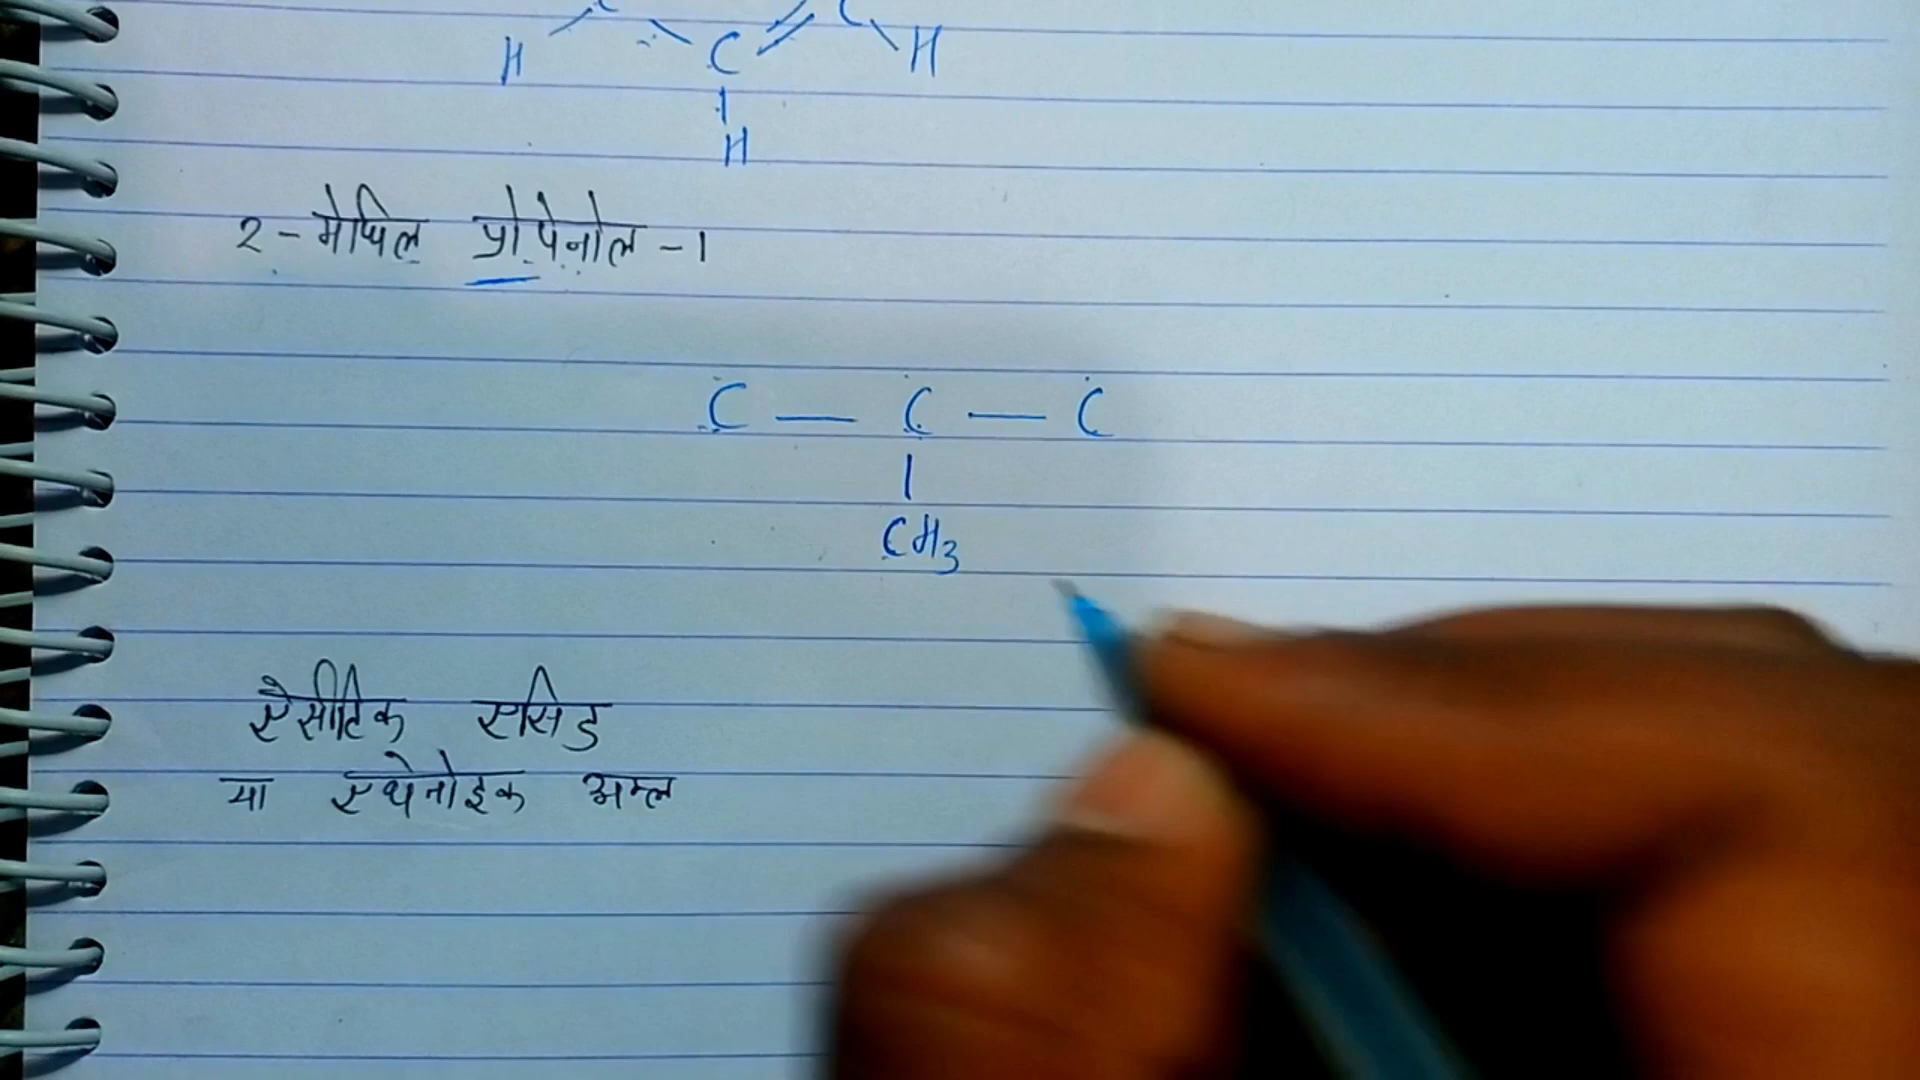 H C H
H
2-मेथिल प्रोपेनोल-1
C — C — C
CH3
ऐसीटिक एसिड
या एथेनोइक अम्ल